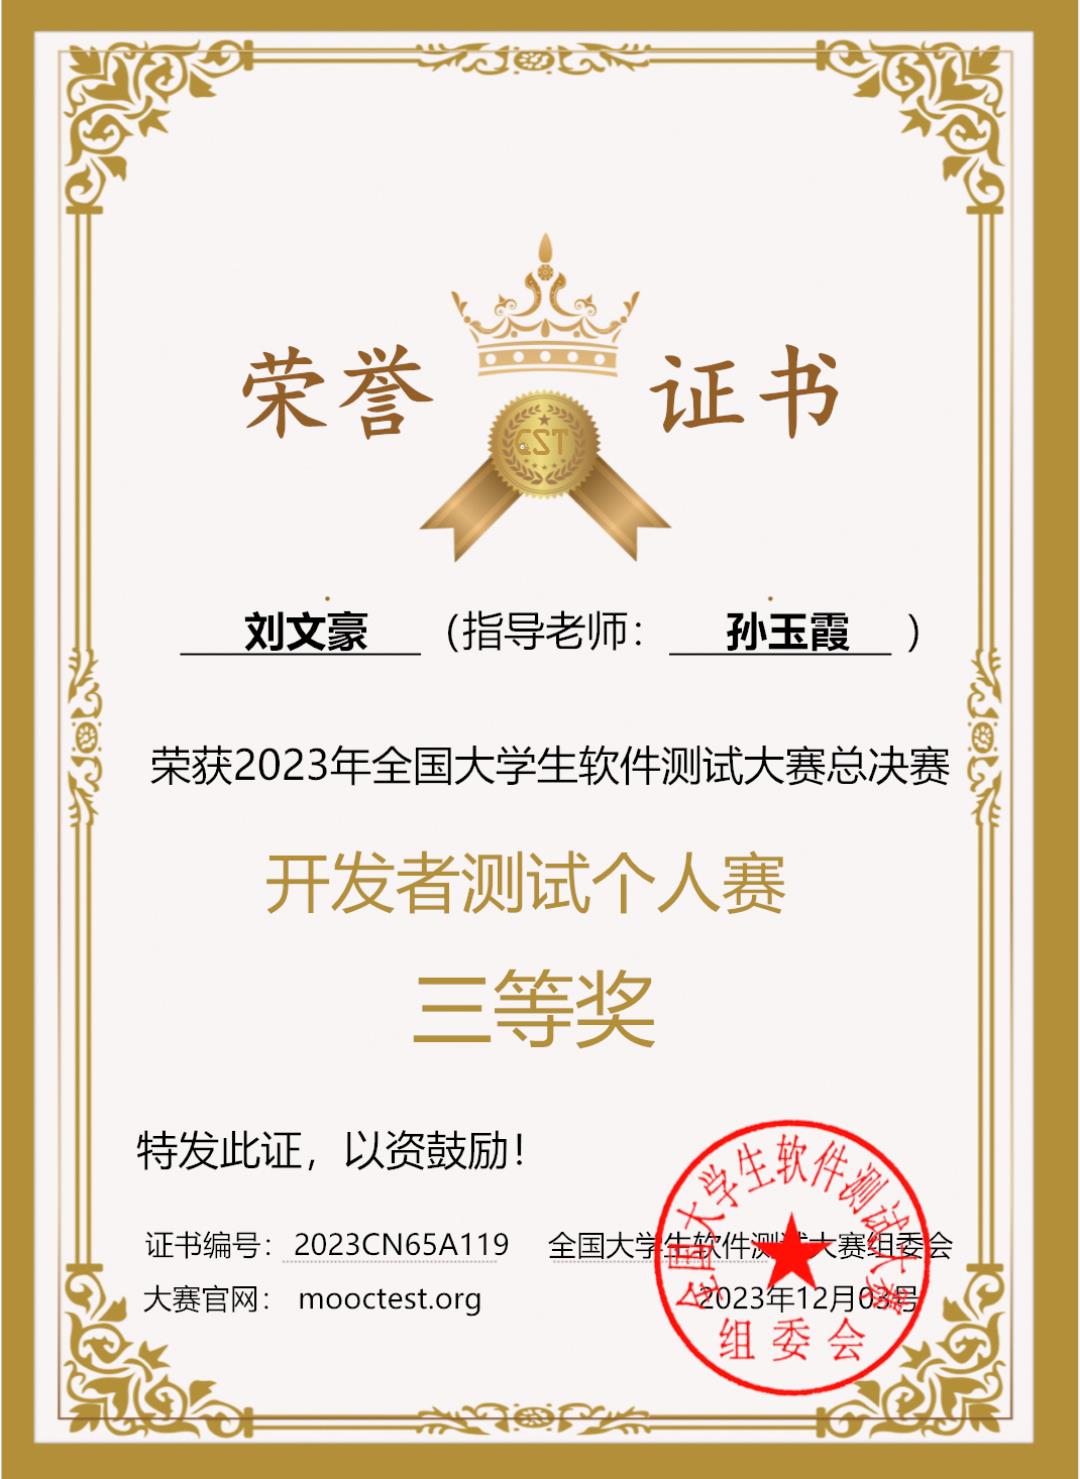 荣誉 证书
CST
刘文豪 (指导老师: 孙玉霞 )
荣获2023年全国大学生软件测试大赛总决赛
开发者测试个人赛
三等奖
特发此证，以资鼓励！
证书编号: 2023CN65A119 全国大学生软件测试大赛组委会
大赛官网: mooctest.org 2023年12月03号
全国大学生软件测试大赛
组委会